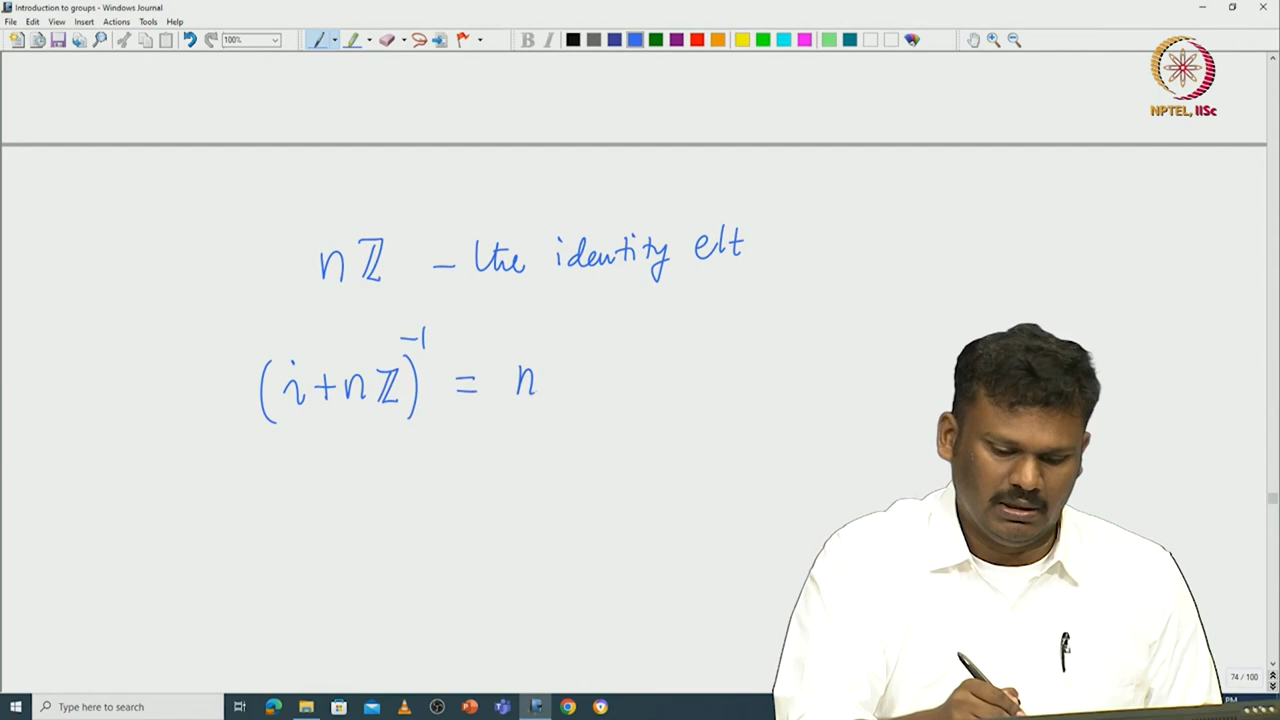 Introduction to groups - Windows Journal
File Edit View Insert Actions Tools Help
100%
B I
NPTEL, IISc
nℤ – the identity elt
(i+nℤ)⁻¹ = n
74 / 100
Type here to search
PM